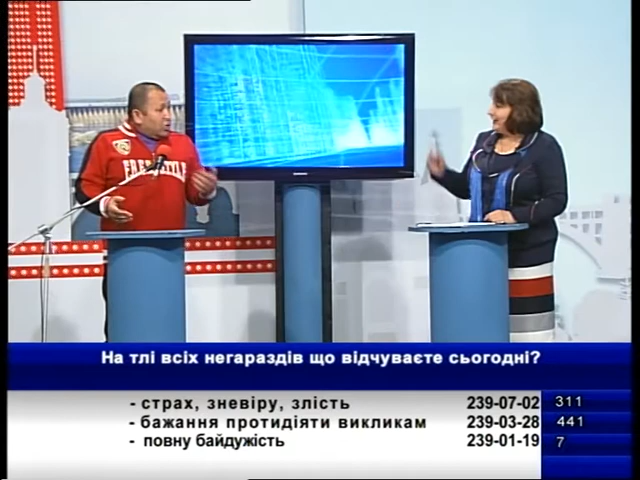 FREESTYLE
На тлі всіх негараздів що відчуваєте сьогодні?
- страх, зневіру, злість 239-07-02 311
- бажання протидіяти викликам 239-03-28 441
- повну байдужість 239-01-19 7